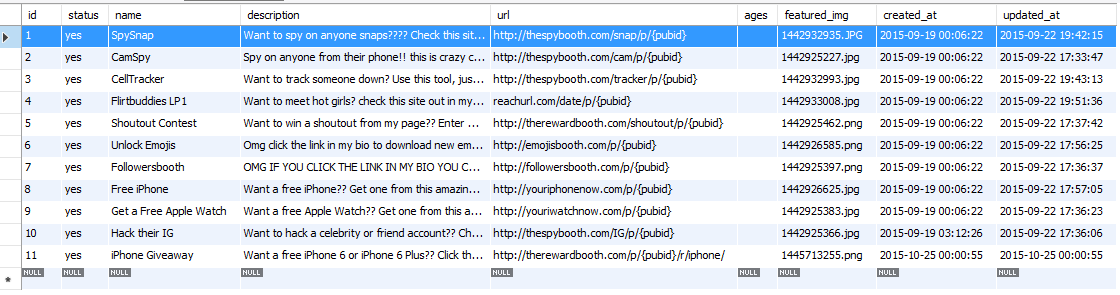 id status name description url ages featured_img created_at updated_at
1 yes SpySnap Want to spy on anyone snaps???? Check this sit... http://thespybooth.com/snap/p/{pubid} 1442932935.JPG 2015-09-19 00:06:22 2015-09-22 19:42:15
2 yes CamSpy Spy on anyone from their phone!! this is crazy c... http://thespybooth.com/cam/p/{pubid} 1442925227.jpg 2015-09-19 00:06:22 2015-09-22 17:33:47
3 yes CellTracker Want to track someone down? Use this tool, jus... http://thespybooth.com/tracker/p/{pubid} 1442932993.jpg 2015-09-19 00:06:22 2015-09-22 19:43:13
4 yes Flirtbuddies LP1 Want to meet hot girls? check this site out in my... reachurl.com/date/p/{pubid} 1442933008.jpg 2015-09-19 00:06:22 2015-09-22 19:51:36
5 yes Shoutout Contest Want to win a shoutout from my page?? Enter ... http://therewardbooth.com/shoutout/p/{pubid} 1442925462.png 2015-09-19 00:06:22 2015-09-22 17:37:42
6 yes Unlock Emojis Omg click the link in my bio to download new em... http://emojisbooth.com/p/{pubid} 1442926585.png 2015-09-19 00:06:22 2015-09-22 17:56:25
7 yes Followersbooth OMG IF YOU CLICK THE LINK IN MY BIO YOU C... http://followersbooth.com/p/{pubid} 1442925397.png 2015-09-19 00:06:22 2015-09-22 17:36:37
8 yes Free iPhone Want a free iPhone?? Get one from this amazin... http://youriphonenow.com/p/{pubid} 1442926625.jpg 2015-09-19 00:06:22 2015-09-22 17:57:05
9 yes Get a Free Apple Watch Want a free Apple Watch?? Get one from this a... http://youriwatchnow.com/p/{pubid} 1442925383.jpg 2015-09-19 00:06:22 2015-09-22 17:36:23
10 yes Hack their IG Want to hack a celebrity or friend account?? Ch... http://thespybooth.com/IG/p/{pubid} 1442925366.jpg 2015-09-19 03:12:26 2015-09-22 17:36:06
11 yes iPhone Giveaway Want a free iPhone 6 or iPhone 6 Plus?? Click th... http://therewardbooth.com/p/{pubid}/r/iphone/ 1445713255.png 2015-10-25 00:00:55 2015-10-25 00:00:55
NULL NULL NULL NULL NULL NULL NULL NULL NULL